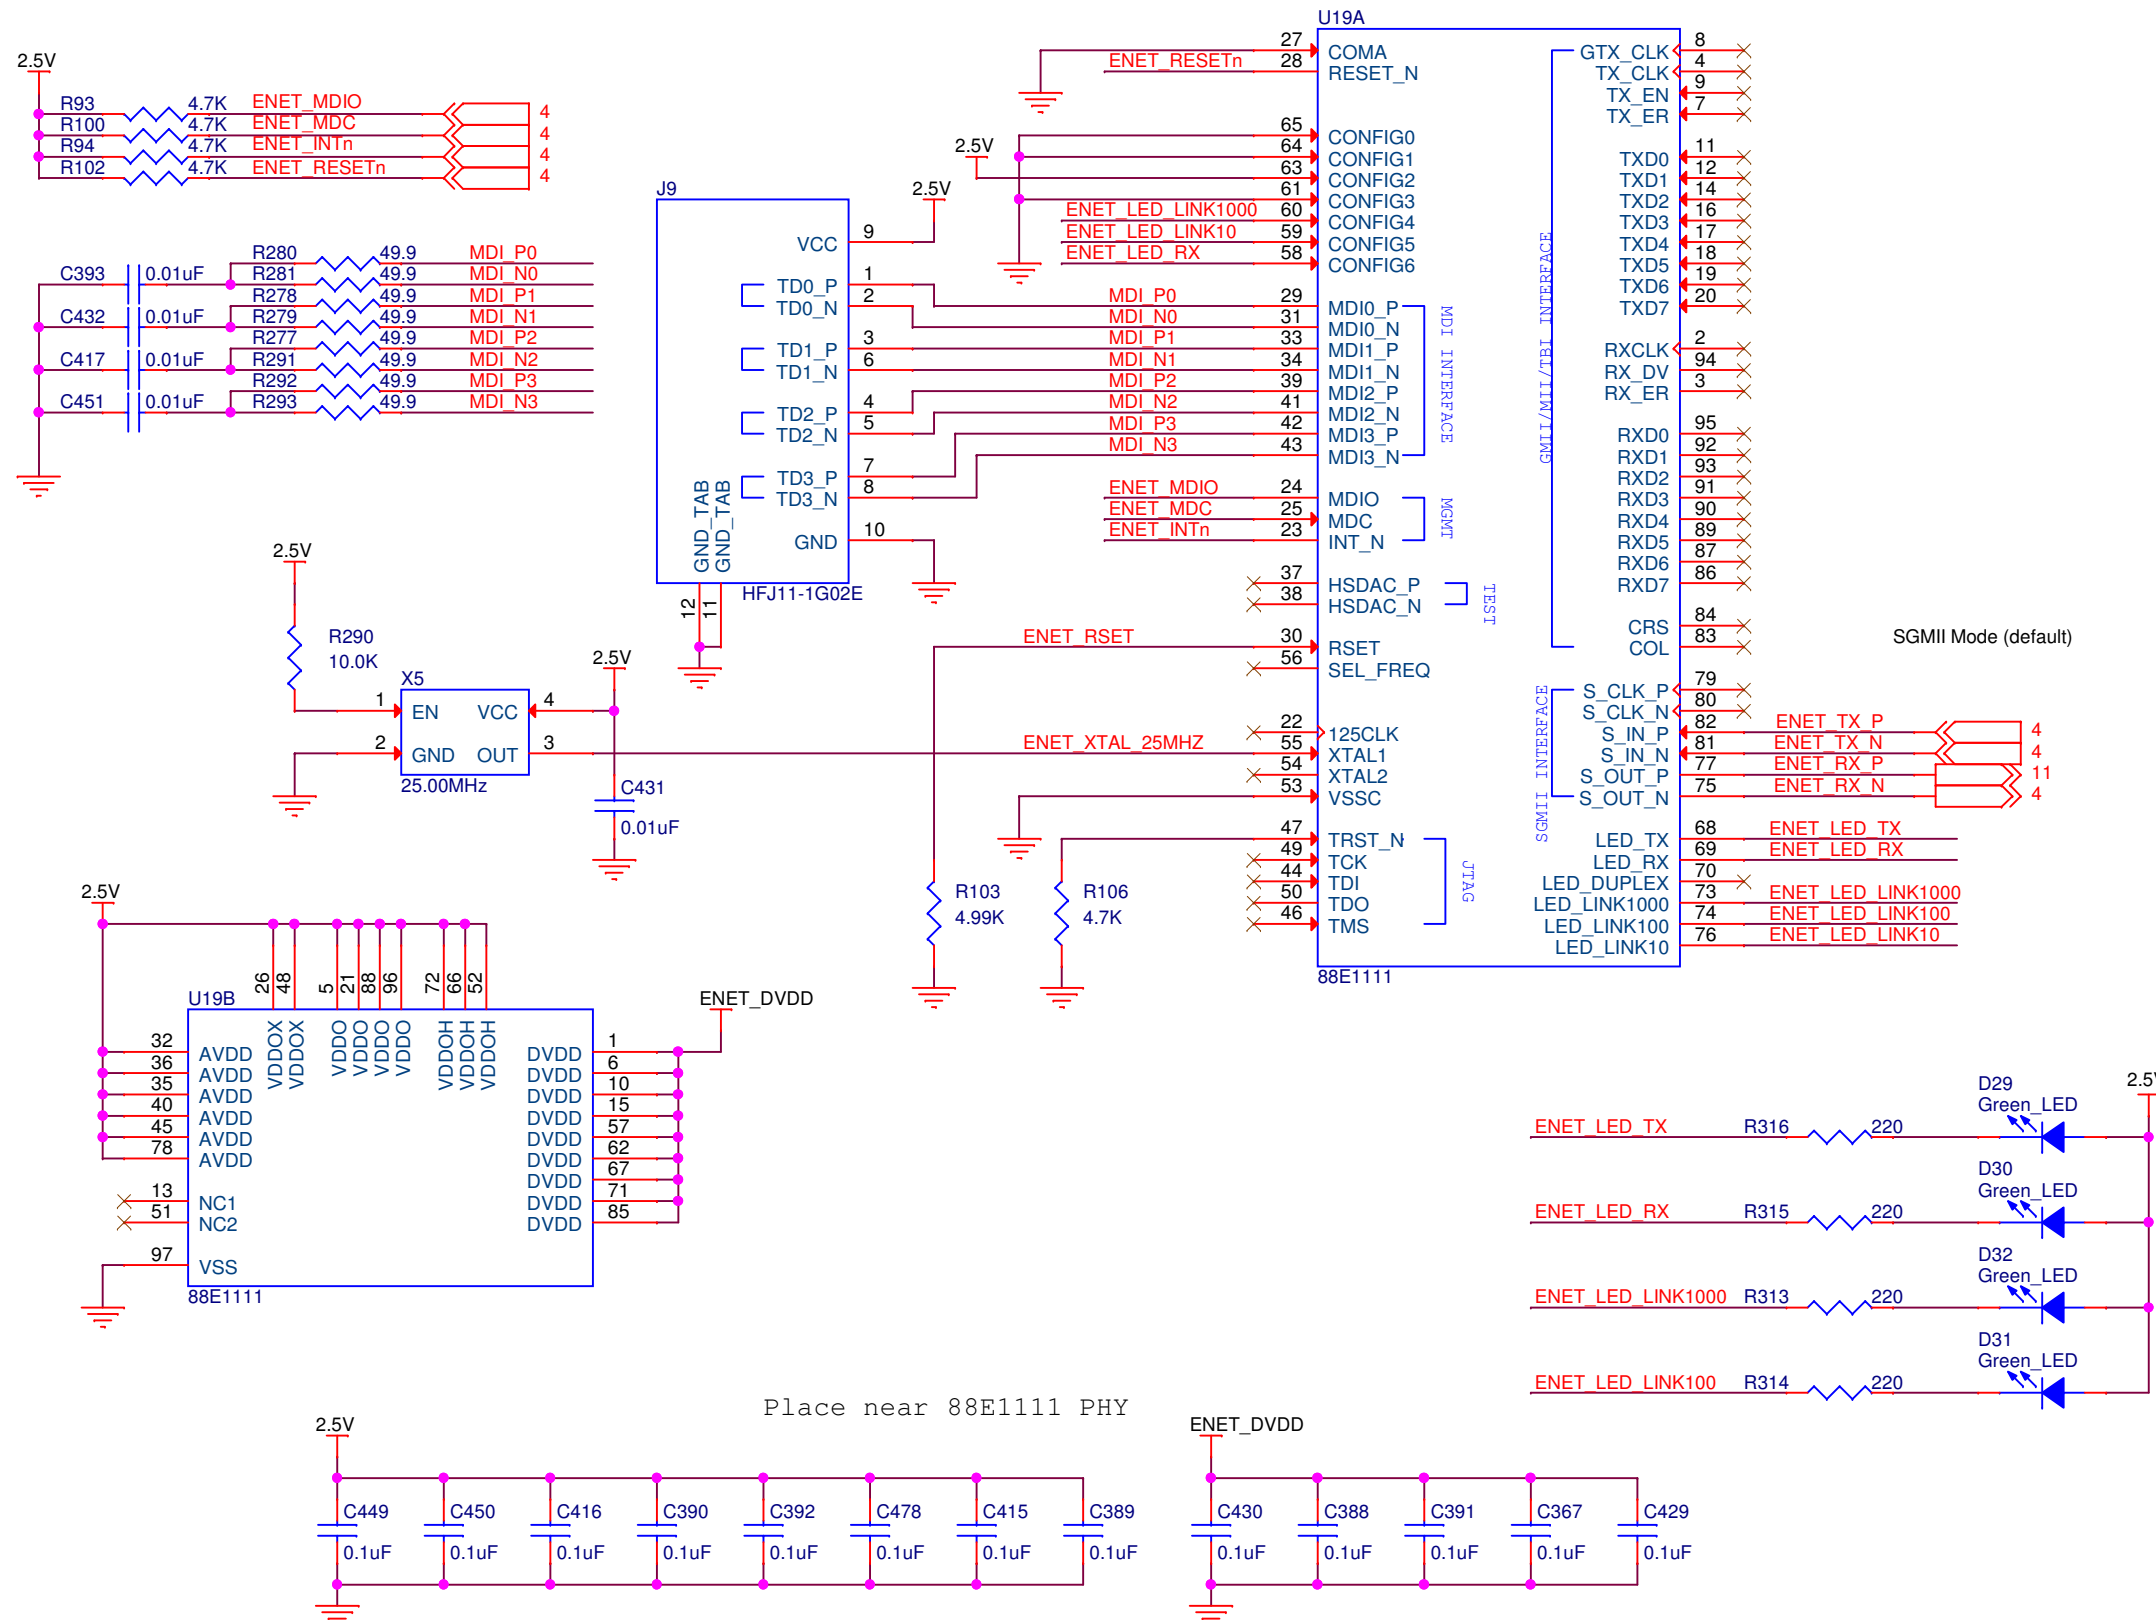 2.5V
R93 4.7K ENET_MDIO 4
R100 4.7K ENET_MDC 4
R94 4.7K ENET_INTn 4
R102 4.7K ENET_RESETn 4
C393 0.01uF R280 49.9 MDI_P0
R281 49.9 MDI_N0
C432 0.01uF R278 49.9 MDI_P1
R279 49.9 MDI_N1
C417 0.01uF R277 49.9 MDI_P2
R291 49.9 MDI_N2
C451 0.01uF R292 49.9 MDI_P3
R293 49.9 MDI_N3
J9
2.5V
VCC 9
TD0_P 1
TD0_N 2
TD1_P 3
TD1_N 6
TD2_P 4
TD2_N 5
TD3_P 7
TD3_N 8
GND 10
GND_TAB 12
GND_TAB 11
HFJ11-1G02E
2.5V
R290
10.0K
X5
1 EN VCC 4
2 GND OUT 3
25.00MHz
2.5V
C431
0.01uF
ENET_XTAL_25MHZ
ENET_RSET
R103
4.99K
R106
4.7K
U19A
27 COMA
ENET_RESETn 28 RESET_N
2.5V
65 CONFIG0
64 CONFIG1
63 CONFIG2
61 CONFIG3
ENET_LED_LINK1000 60 CONFIG4
ENET_LED_LINK10 59 CONFIG5
ENET_LED_RX 58 CONFIG6
MDI_P0 29 MDI0_P
MDI_N0 31 MDI0_N
MDI_P1 33 MDI1_P
MDI_N1 34 MDI1_N
MDI_P2 39 MDI2_P
MDI_N2 41 MDI2_N
MDI_P3 42 MDI3_P
MDI_N3 43 MDI3_N
MDI INTERFACE
ENET_MDIO 24 MDIO
ENET_MDC 25 MDC
ENET_INTn 23 INT_N
MGMT
37 HSDAC_P
38 HSDAC_N
TEST
30 RSET
56 SEL_FREQ
22 125CLK
55 XTAL1
54 XTAL2
53 VSSC
47 TRST_N
49 TCK
44 TDI
50 TDO
46 TMS
JTAG
88E1111
GTX_CLK 8
TX_CLK 4
TX_EN 9
TX_ER 7
TXD0 11
TXD1 12
TXD2 14
TXD3 16
TXD4 17
TXD5 18
TXD6 19
TXD7 20
RXCLK 2
RX_DV 94
RX_ER 3
RXD0 95
RXD1 92
RXD2 93
RXD3 91
RXD4 90
RXD5 89
RXD6 87
RXD7 86
CRS 84
COL 83
GMII/MII/TBI INTERFACE
SGMII Mode (default)
S_CLK_P 79
S_CLK_N 80
S_IN_P 82 ENET_TX_P 4
S_IN_N 81 ENET_TX_N 4
S_OUT_P 77 ENET_RX_P 11
S_OUT_N 75 ENET_RX_N 4
SGMII INTERFACE
LED_TX 68 ENET_LED_TX
LED_RX 69 ENET_LED_RX
LED_DUPLEX 70
LED_LINK1000 73 ENET_LED_LINK1000
LED_LINK100 74 ENET_LED_LINK100
LED_LINK10 76 ENET_LED_LINK10
2.5V
26 48 5 21 88 96 72 66 52
U19B
VDDOX VDDOX VDDO VDDO VDDO VDDO VDDOH VDDOH VDDOH
ENET_DVDD
32 AVDD DVDD 1
36 AVDD DVDD 6
35 AVDD DVDD 10
40 AVDD DVDD 15
45 AVDD DVDD 57
78 AVDD DVDD 62
DVDD 67
13 NC1 DVDD 71
51 NC2 DVDD 85
97 VSS
88E1111
2.5V
D29
Green_LED
ENET_LED_TX R316 220
D30
Green_LED
ENET_LED_RX R315 220
D32
Green_LED
ENET_LED_LINK1000 R313 220
D31
Green_LED
ENET_LED_LINK100 R314 220
Place near 88E1111 PHY
2.5V
C449 C450 C416 C390 C392 C478 C415 C389
0.1uF 0.1uF 0.1uF 0.1uF 0.1uF 0.1uF 0.1uF 0.1uF
ENET_DVDD
C430 C388 C391 C367 C429
0.1uF 0.1uF 0.1uF 0.1uF 0.1uF